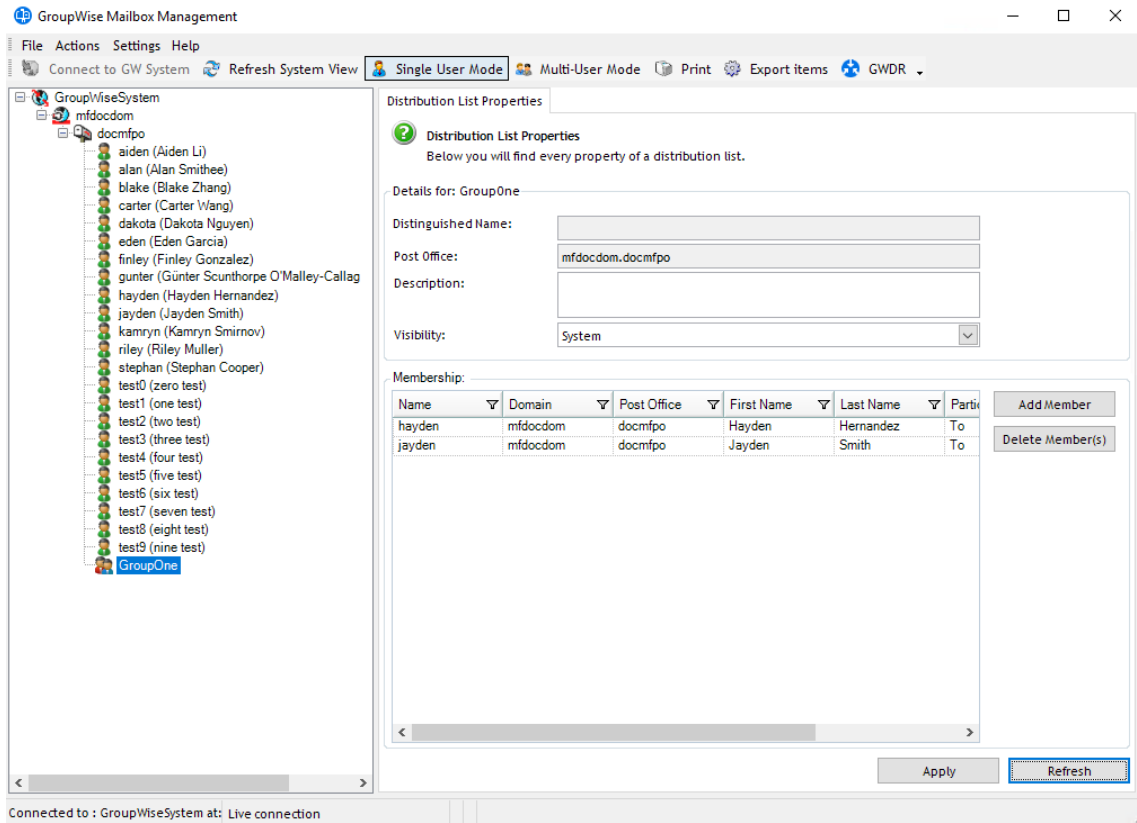 GroupWise Mailbox Management
File Actions Settings Help
Connect to GW System Refresh System View Single User Mode Multi-User Mode Print Export items GWDR
GroupWiseSystem
mfdocdom
docmfpo
aiden (Aiden Li)
alan (Alan Smithee)
blake (Blake Zhang)
carter (Carter Wang)
dakota (Dakota Nguyen)
eden (Eden Garcia)
finley (Finley Gonzalez)
gunter (Günter Scunthorpe O'Malley-Callag
hayden (Hayden Hernandez)
jayden (Jayden Smith)
kamryn (Kamryn Smirnov)
riley (Riley Muller)
stephan (Stephan Cooper)
test0 (zero test)
test1 (one test)
test2 (two test)
test3 (three test)
test4 (four test)
test5 (five test)
test6 (six test)
test7 (seven test)
test8 (eight test)
test9 (nine test)
GroupOne
Distribution List Properties
Distribution List Properties
Below you will find every property of a distribution list.
Details for: GroupOne
Distinguished Name:
Post Office: mfdocdom.docmfpo
Description:
Visibility: System
Membership:
Name Domain Post Office First Name Last Name Partic
hayden mfdocdom docmfpo Hayden Hernandez To
jayden mfdocdom docmfpo Jayden Smith To
Add Member
Delete Member(s)
Apply Refresh
Connected to : GroupWiseSystem at: Live connection